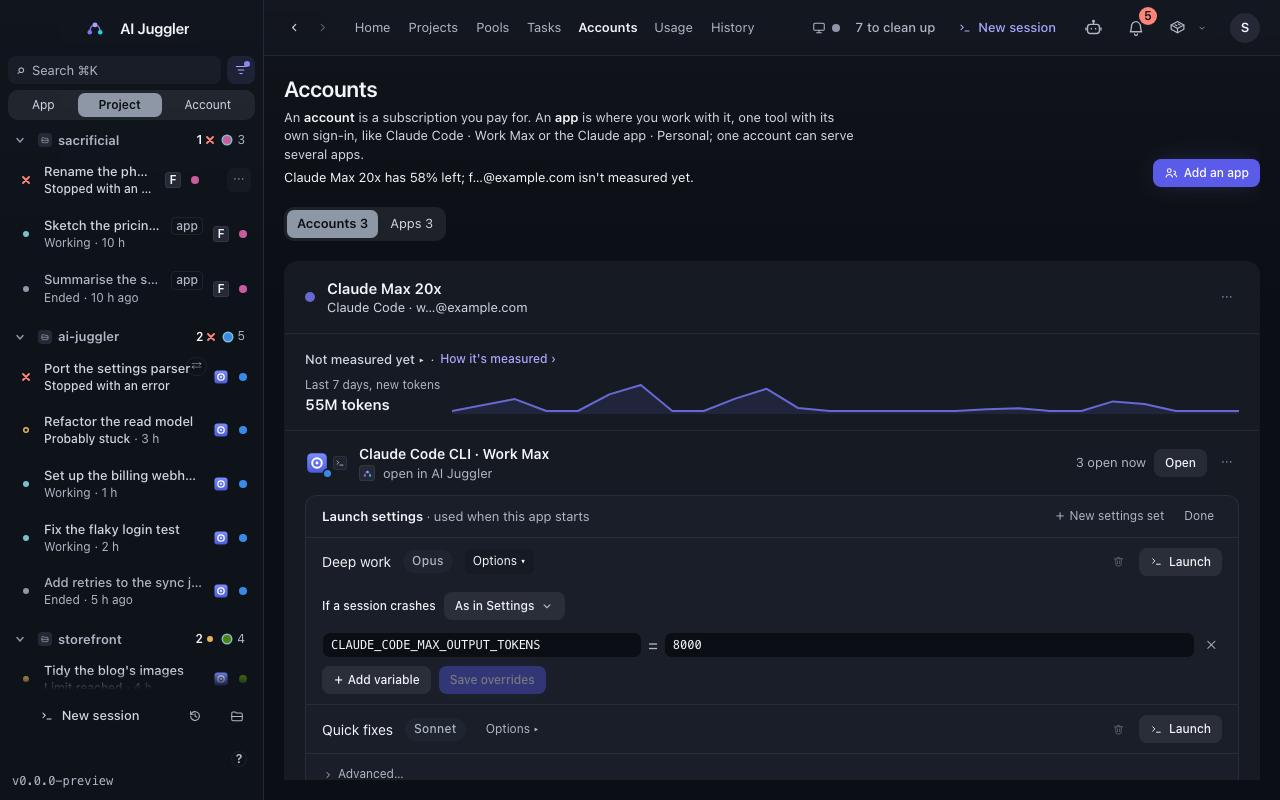 AI Juggler
Search ⌘K
App
Project
Account
sacrificial
1
3
Rename the ph...
Stopped with an ...
F
Sketch the pricin...
app
F
Working · 10 h
Summarise the s...
app
F
Ended · 10 h ago
ai-juggler
2
5
Port the settings parser
Stopped with an error
Refactor the read model
Probably stuck · 3 h
Set up the billing webh...
Working · 1 h
Fix the flaky login test
Working · 2 h
Add retries to the sync j...
Ended · 5 h ago
storefront
2
4
Tidy the blog's images
Limit reached · 4 h
New session
?
v0.0.0-preview
Home
Projects
Pools
Tasks
Accounts
Usage
History
7 to clean up
New session
5
S
Accounts
An account is a subscription you pay for. An app is where you work with it, one tool with its
own sign-in, like Claude Code · Work Max or the Claude app · Personal; one account can serve
several apps.
Claude Max 20x has 58% left; f...@example.com isn't measured yet.
Add an app
Accounts 3
Apps 3
Claude Max 20x
Claude Code · w...@example.com
Not measured yet ▸ · How it's measured ›
Last 7 days, new tokens
55M tokens
Claude Code CLI · Work Max
open in AI Juggler
3 open now
Open
Launch settings · used when this app starts
+ New settings set
Done
Deep work
Opus
Options ▾
Launch
If a session crashes
As in Settings
CLAUDE_CODE_MAX_OUTPUT_TOKENS
=
8000
+ Add variable
Save overrides
Quick fixes
Sonnet
Options ▸
Launch
› Advanced...